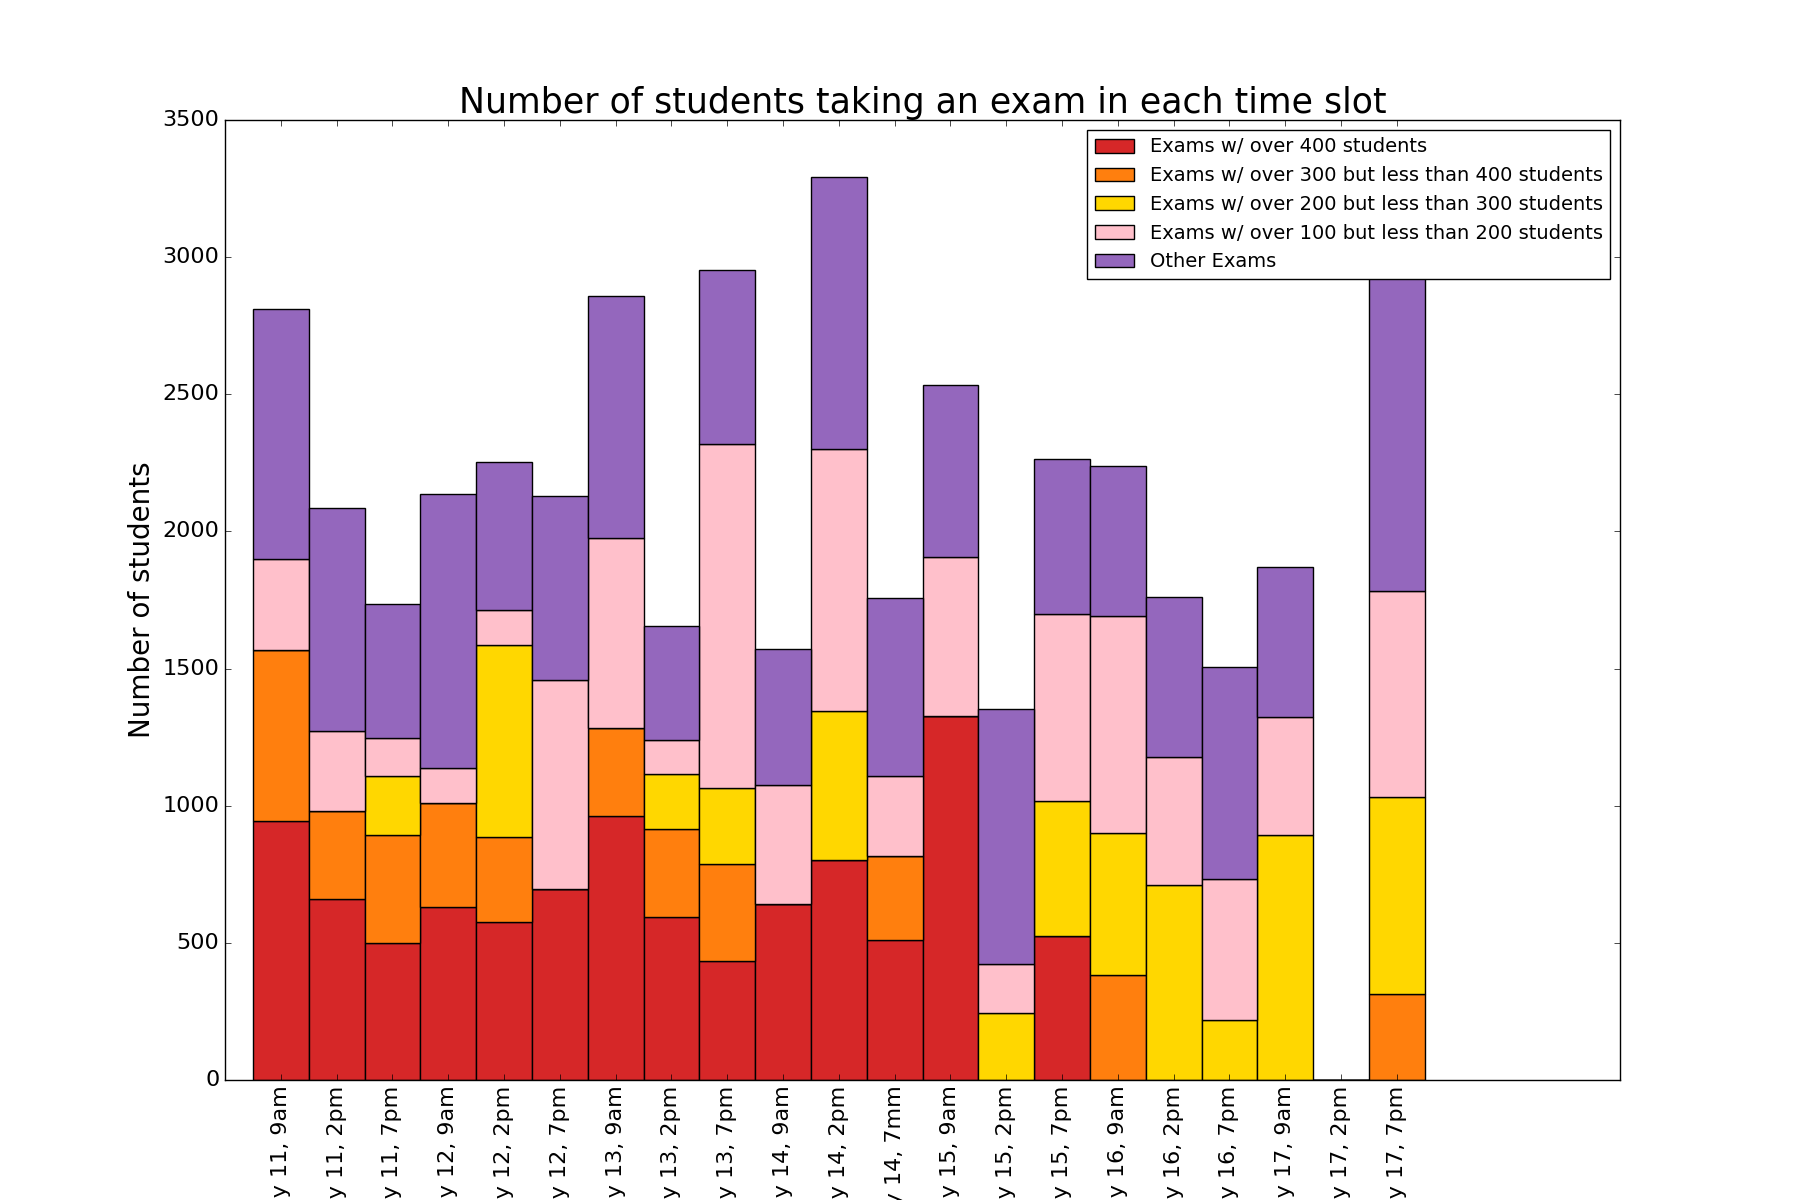 Number of students taking an exam in each time slot
Number of students
3500
3000
2500
2000
1500
1000
500
0
Exams w/ over 400 students
Exams w/ over 300 but less than 400 students
Exams w/ over 200 but less than 300 students
Exams w/ over 100 but less than 200 students
Other Exams
y 11, 9am
y 11, 2pm
y 11, 7pm
y 12, 9am
y 12, 2pm
y 12, 7pm
y 13, 9am
y 13, 2pm
y 13, 7pm
y 14, 9am
y 14, 2pm
y 14, 7mm
y 15, 9am
y 15, 2pm
y 15, 7pm
y 16, 9am
y 16, 2pm
y 16, 7pm
y 17, 9am
y 17, 2pm
y 17, 7pm